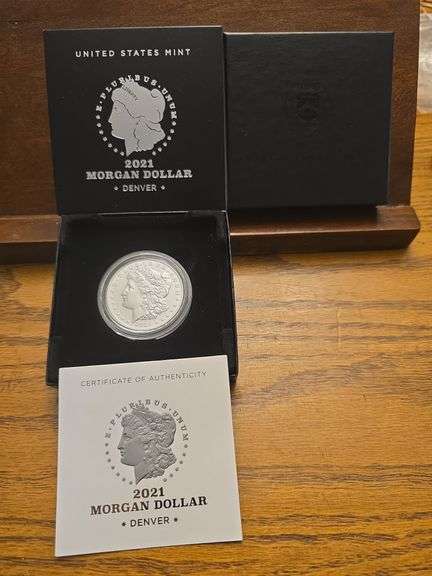 UNITED STATES MINT
E · PLURIBUS · UNUM
2021
MORGAN DOLLAR
• DENVER •
CERTIFICATE OF AUTHENTICITY
E · PLURIBUS · UNUM
2021
MORGAN DOLLAR
• DENVER •